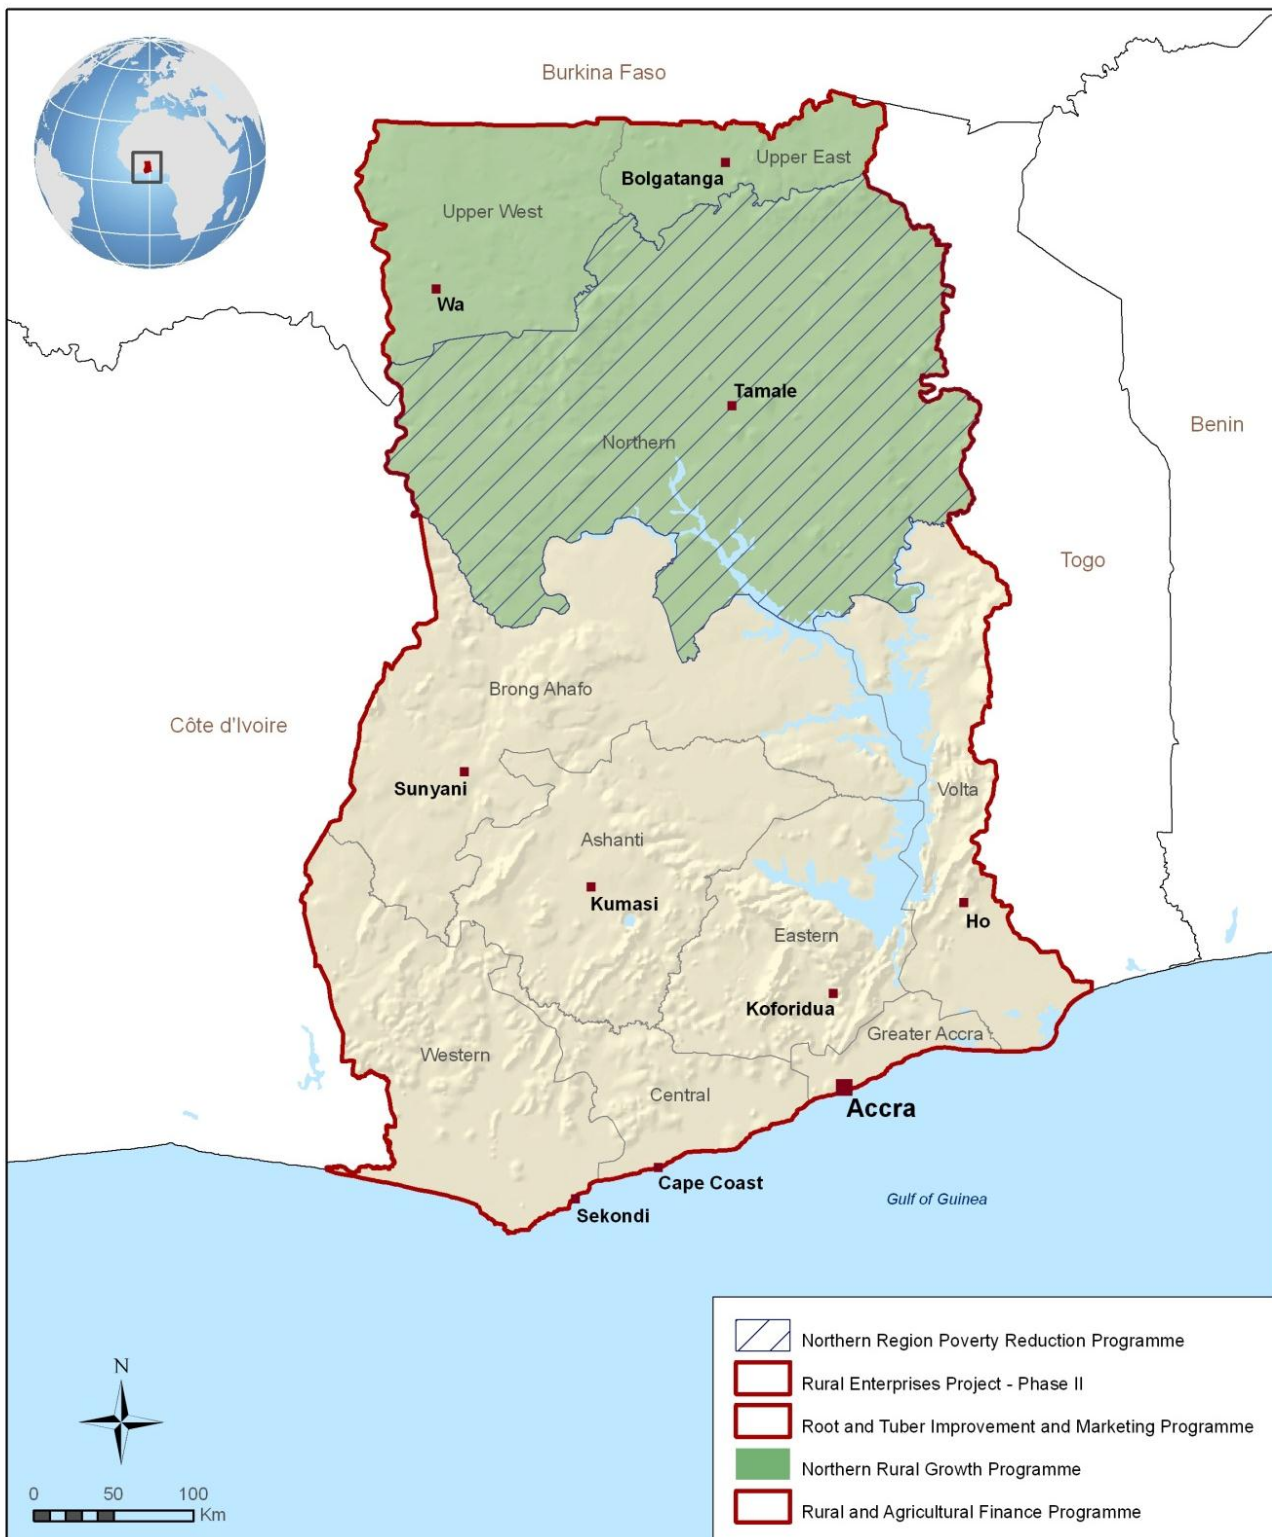 Burkina Faso
Upper East
Bolgatanga
Upper West
Wa
Tamale
Northern
Benin
Togo
Brong Ahafo
Côte d'Ivoire
Sunyani
Volta
Ashanti
Kumasi
Ho
Eastern
Koforidua
Greater Accra
Western
Central
Accra
Cape Coast
Sekondi
Gulf of Guinea
N
0 50 100
Km
Northern Region Poverty Reduction Programme
Rural Enterprises Project - Phase II
Root and Tuber Improvement and Marketing Programme
Northern Rural Growth Programme
Rural and Agricultural Finance Programme